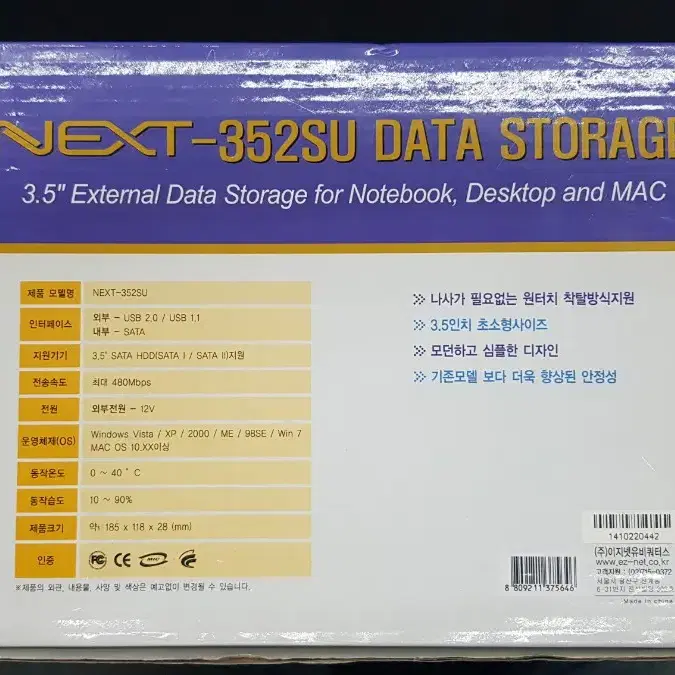 NEXT-352SU DATA STORAGE
3.5" External Data Storage for Notebook, Desktop and MAC
제품 모델명 NEXT-352SU
인터페이스 외부 - USB 2.0 / USB 1.1
내부 - SATA
지원기기 3.5" SATA HDD(SATA I / SATA II)지원
전송속도 최대 480Mbps
전원 외부전원 - 12V
운영체제(OS) Windows Vista / XP / 2000 / ME / 98SE / Win 7
MAC OS 10.XX이상
동작온도 0 ~ 40 ˚ C
동작습도 10 ~ 90%
제품크기 약 185 x 118 x 28 (mm)
인증
※제품의 외관, 내용물, 사양 및 색상은 예고없이 변경될 수 있습니다.
나사가 필요없는 원터치 착탈방식지원
3.5인치 초소형사이즈
모던하고 심플한 디자인
기존모델 보다 더욱 향상된 안정성
8 809211 375646
1410220442
(주)이지넷유비쿼터스
www.ez-net.co.kr
고객지원 : (02)715-0372
Made in china